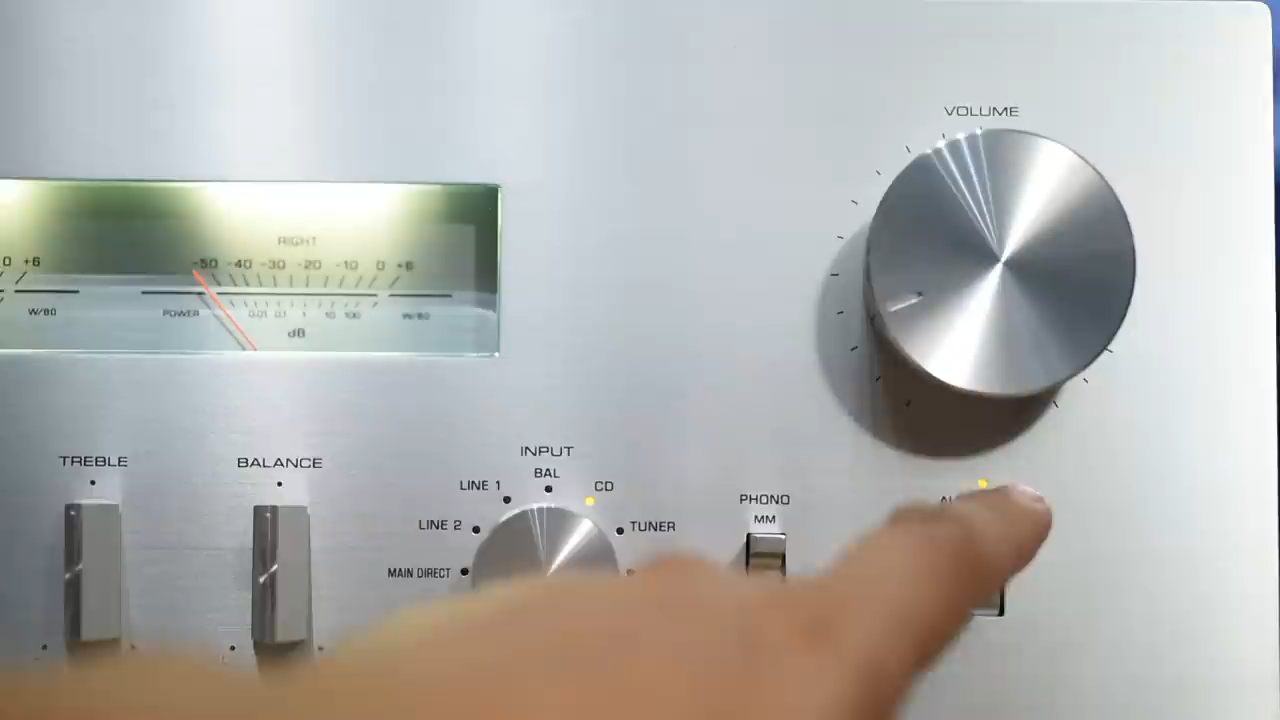 VOLUME
RIGHT
0 +6
-50 -40 -30 -20 -10 0 +6
W/8Ω
POWER 0.01 0.1 1 10 100 W/8Ω
dB
TREBLE
BALANCE
INPUT
BAL
LINE 1
CD
LINE 2
TUNER
MAIN DIRECT
PHONO
MM